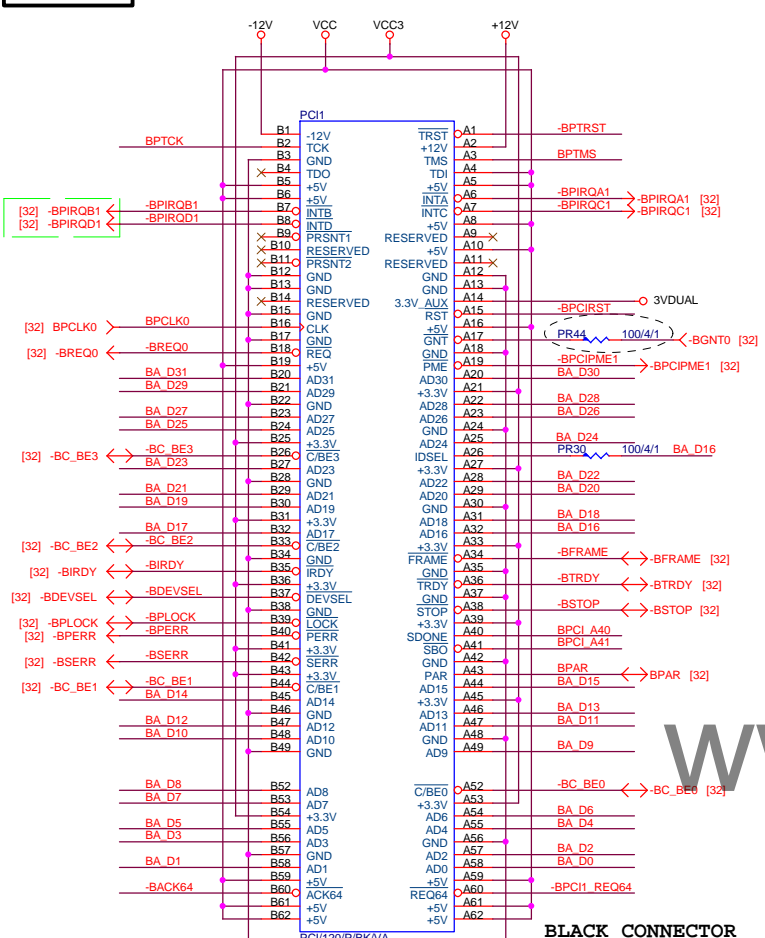 -12V VCC VCC3 +12V
PCI1
BPTCK B1 -12V TRST A1 -BPTRST
B2 TCK +12V A2
B3 GND TMS A3 BPTMS
B4 TDO TDI A4
B5 +5V +5V A5
B6 +5V INTA A6 -BPIRQA1 -BPIRQA1 [32]
[32] -BPIRQB1 -BPIRQB1 B7 INTB INTC A7 -BPIRQC1 -BPIRQC1 [32]
[32] -BPIRQD1 -BPIRQD1 B8 INTD +5V A8
B9 PRSNT1 RESERVED A9
B10 RESERVED +5V A10
B11 PRSNT2 RESERVED A11
B12 GND GND A12
B13 GND GND A13
B14 RESERVED 3.3V_AUX A14 3VDUAL
B15 GND RST A15 -BPCIRST
[32] BPCLK0 BPCLK0 B16 CLK +5V A16
B17 GND GNT A17 PR44 100/4/1 -BGNT0 [32]
[32] -BREQ0 -BREQ0 B18 REQ GND A18
B19 +5V PME A19 -BPCIPME1 -BPCIPME1 [32]
BA_D31 B20 AD31 AD30 A20 BA_D30
BA_D29 B21 AD29 +3.3V A21
B22 GND AD28 A22 BA_D28
BA_D27 B23 AD27 AD26 A23 BA_D26
BA_D25 B24 AD25 GND A24
B25 +3.3V AD24 A25 BA_D24
[32] -BC_BE3 -BC_BE3 B26 C/BE3 IDSEL A26 PR30 100/4/1 BA_D16
BA_D23 B27 AD23 +3.3V A27
B28 GND AD22 A28 BA_D22
BA_D21 B29 AD21 AD20 A29 BA_D20
BA_D19 B30 AD19 GND A30
B31 +3.3V AD18 A31 BA_D18
BA_D17 B32 AD17 AD16 A32 BA_D16
[32] -BC_BE2 -BC_BE2 B33 C/BE2 +3.3V A33
B34 GND FRAME A34 -BFRAME -BFRAME [32]
[32] -BIRDY -BIRDY B35 IRDY GND A35
B36 +3.3V TRDY A36 -BTRDY -BTRDY [32]
[32] -BDEVSEL -BDEVSEL B37 DEVSEL GND A37
B38 GND STOP A38 -BSTOP -BSTOP [32]
[32] -BPLOCK -BPLOCK B39 LOCK +3.3V A39
[32] -BPERR -BPERR B40 PERR SDONE A40 BPCI_A40
B41 +3.3V SBO A41 BPCI_A41
[32] -BSERR -BSERR B42 SERR GND A42
B43 +3.3V PAR A43 BPAR BPAR [32]
[32] -BC_BE1 -BC_BE1 B44 C/BE1 AD15 A44 BA_D15
BA_D14 B45 AD14 +3.3V A45
B46 GND AD13 A46 BA_D13
BA_D12 B47 AD12 AD11 A47 BA_D11
BA_D10 B48 AD10 GND A48
B49 GND AD9 A49 BA_D9
BA_D8 B52 AD8 C/BE0 A52 -BC_BE0 -BC_BE0 [32]
BA_D7 B53 AD7 +3.3V A53
B54 +3.3V AD6 A54 BA_D6
BA_D5 B55 AD5 AD4 A55 BA_D4
BA_D3 B56 AD3 GND A56
B57 GND AD2 A57 BA_D2
BA_D1 B58 AD1 AD0 A58 BA_D0
B59 +5V +5V A59
-BACK64 B60 ACK64 REQ64 A60 -BPCI1_REQ64
B61 +5V +5V A61
B62 +5V +5V A62
PCI/120/P/BK/VA
BLACK CONNECTOR